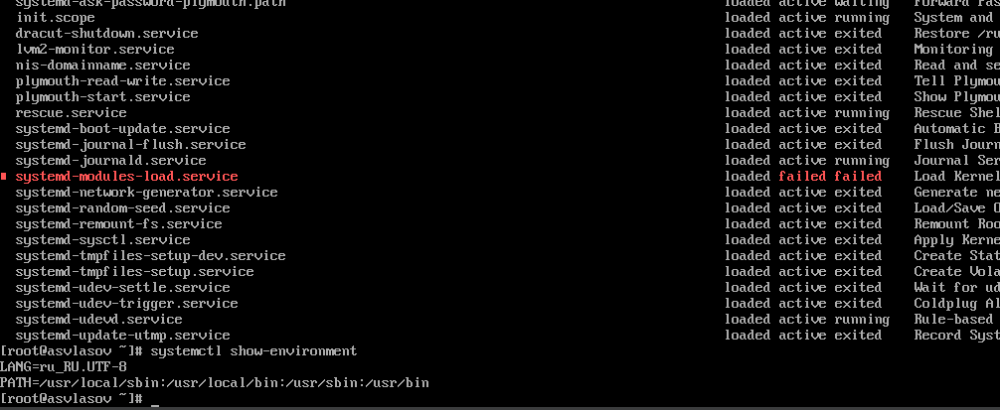 systemd-ask-password-plymouth.path loaded active waiting Forward Pas
init.scope loaded active running System and
dracut-shutdown.service loaded active exited Restore /ru
lvm2-monitor.service loaded active exited Monitoring
nis-domainname.service loaded active exited Read and se
plymouth-read-write.service loaded active exited Tell Plymou
plymouth-start.service loaded active exited Show Plymou
rescue.service loaded active running Rescue Shel
systemd-boot-update.service loaded active exited Automatic B
systemd-journal-flush.service loaded active exited Flush Journ
systemd-journald.service loaded active running Journal Ser
systemd-modules-load.service loaded failed failed Load Kernel
systemd-network-generator.service loaded active exited Generate ne
systemd-random-seed.service loaded active exited Load/Save O
systemd-remount-fs.service loaded active exited Remount Roo
systemd-sysctl.service loaded active exited Apply Kerne
systemd-tmpfiles-setup-dev.service loaded active exited Create Stat
systemd-tmpfiles-setup.service loaded active exited Create Vola
systemd-udev-settle.service loaded active exited Wait for ud
systemd-udev-trigger.service loaded active exited Coldplug Al
systemd-udevd.service loaded active running Rule-based
systemd-update-utmp.service loaded active exited Record Syst
[root@asvlasov ~]# systemctl show-environment
LANG=ru_RU.UTF-8
PATH=/usr/local/sbin:/usr/local/bin:/usr/sbin:/usr/bin
[root@asvlasov ~]# _